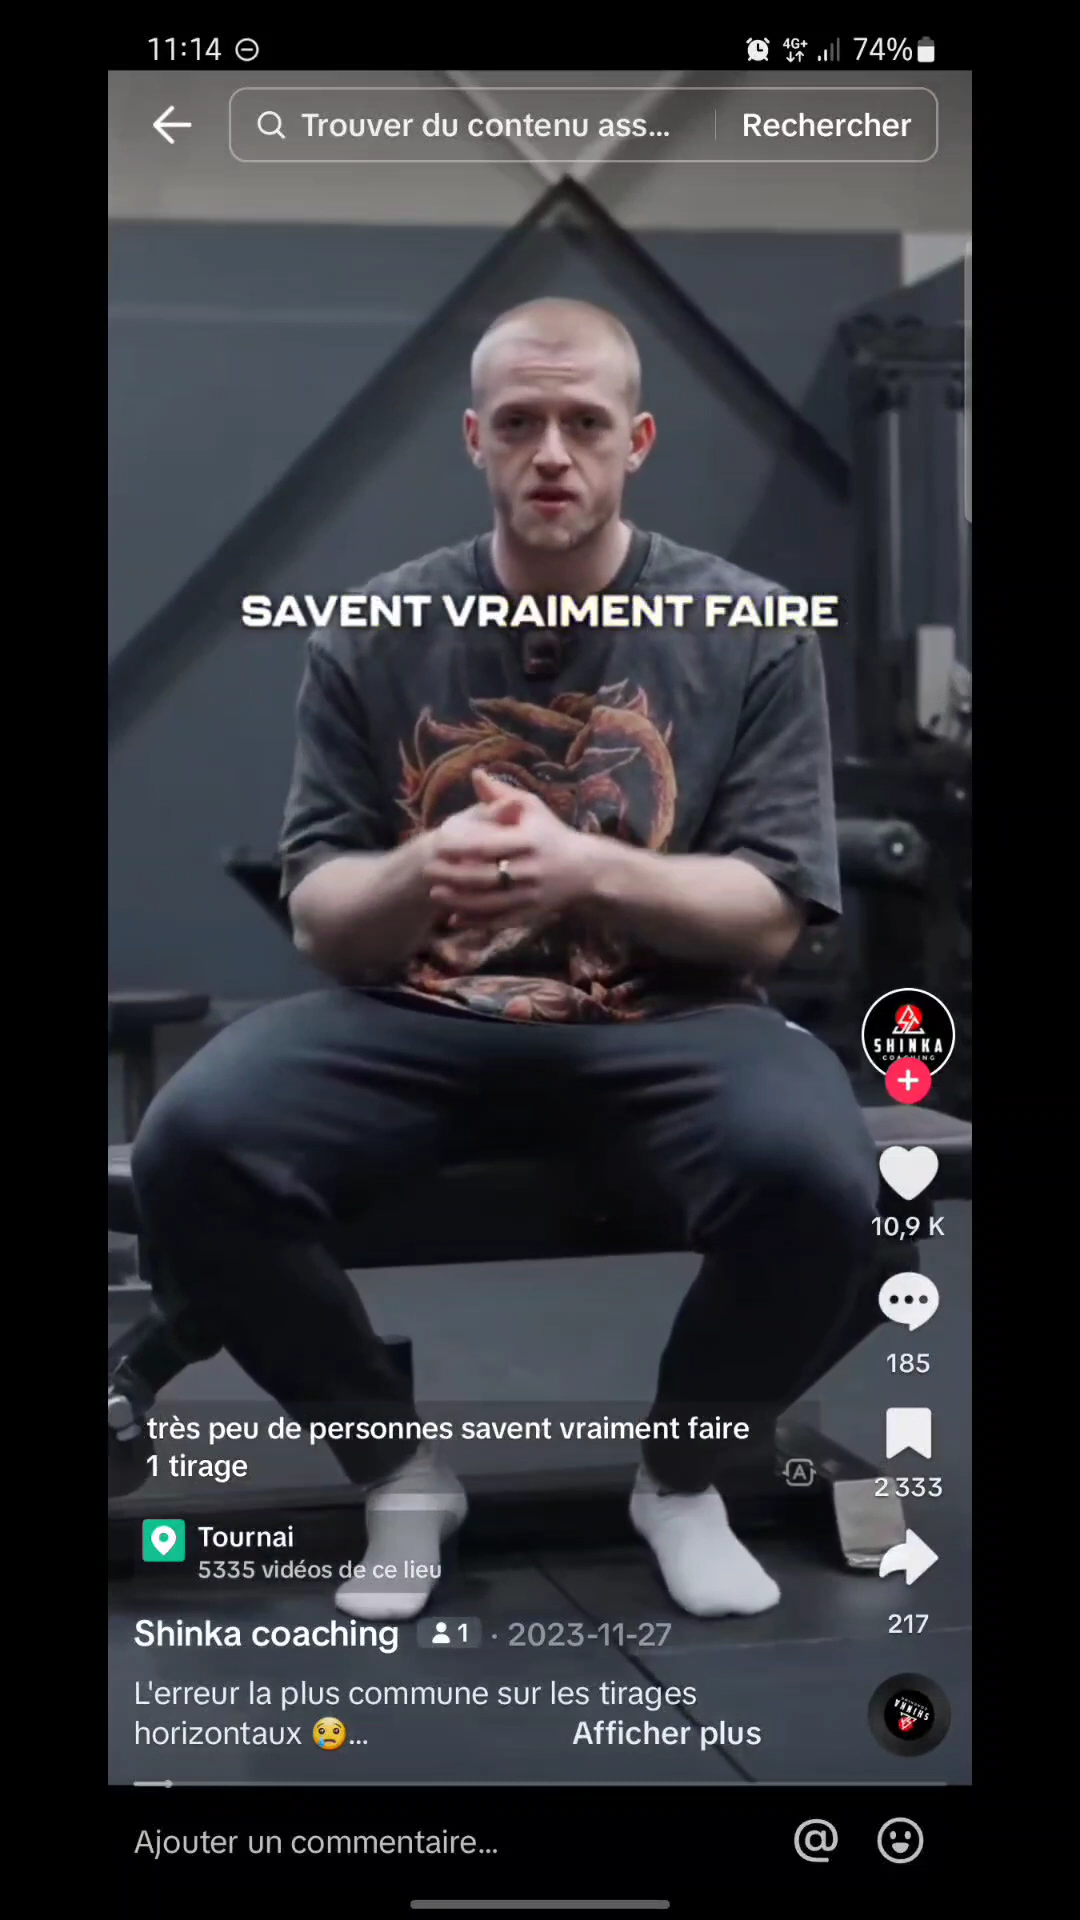 11:14
4G+
74%
Trouver du contenu ass...
Rechercher
SAVENT VRAIMENT FAIRE
SHINKA
COACHING
10,9 K
185
2 333
217
très peu de personnes savent vraiment faire
1 tirage
A
Tournai
5335 vidéos de ce lieu
Shinka coaching
1 · 2023-11-27
L'erreur la plus commune sur les tirages
horizontaux 😢...
Afficher plus
SHINKA
Ajouter un commentaire...
@